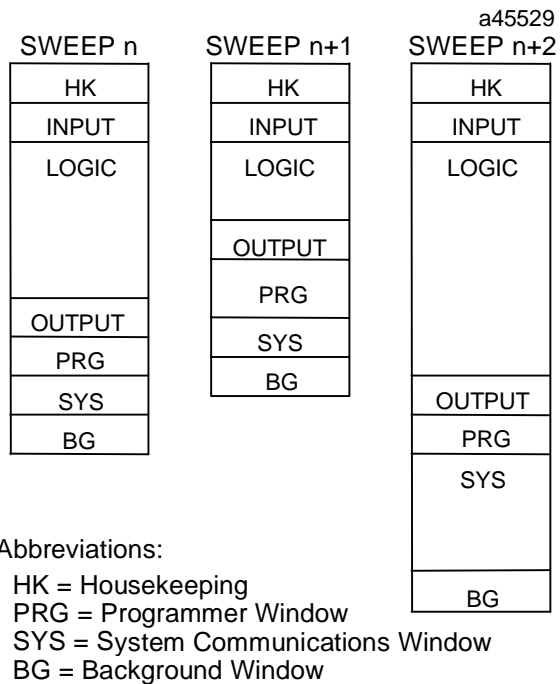 a45529
SWEEP n
HK
INPUT
LOGIC
OUTPUT
PRG
SYS
BG
SWEEP n+1
HK
INPUT
LOGIC
OUTPUT
PRG
SYS
BG
SWEEP n+2
HK
INPUT
LOGIC
OUTPUT
PRG
SYS
BG
Abbreviations:
HK = Housekeeping
PRG = Programmer Window
SYS = System Communications Window
BG = Background Window